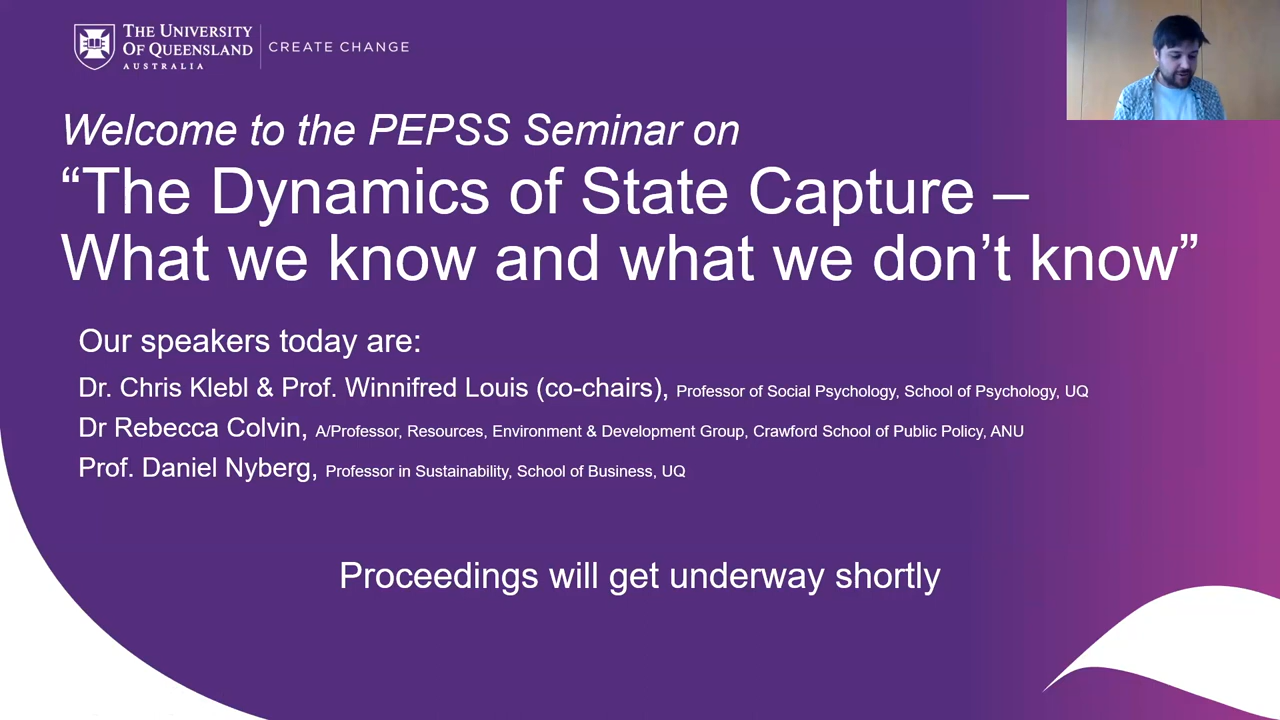 THE UNIVERSITY
OF QUEENSLAND
AUSTRALIA
CREATE CHANGE
Welcome to the PEPSS Seminar on
“The Dynamics of State Capture –
What we know and what we don’t know”
Our speakers today are:
Dr. Chris Klebl & Prof. Winnifred Louis (co-chairs), Professor of Social Psychology, School of Psychology, UQ
Dr Rebecca Colvin, A/Professor, Resources, Environment & Development Group, Crawford School of Public Policy, ANU
Prof. Daniel Nyberg, Professor in Sustainability, School of Business, UQ
Proceedings will get underway shortly